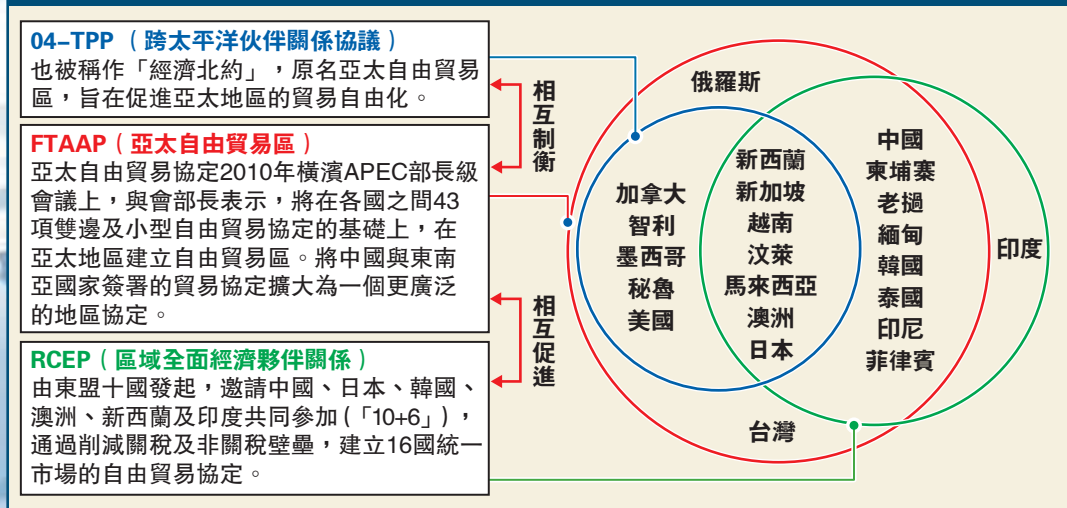 04–TPP（跨太平洋伙伴關係協議）
也被稱作「經濟北約」，原名亞太自由貿易
區，旨在促進亞太地區的貿易自由化。
相互制衡
FTAAP（亞太自由貿易區）
亞太自由貿易協定2010年橫濱APEC部長級
會議上，與會部長表示，將在各國之間43
項雙邊及小型自由貿易協定的基礎上，在
亞太地區建立自由貿易區。將中國與東南
亞國家簽署的貿易協定擴大為一個更廣泛
的地區協定。
相互促進
RCEP（區域全面經濟夥伴關係）
由東盟十國發起，邀請中國、日本、韓國、
澳洲、新西蘭及印度共同參加(「10+6」)，
通過削減關稅及非關稅壁壘，建立16國統一
市場的自由貿易協定。
俄羅斯
加拿大
智利
墨西哥
秘魯
美國
新西蘭
新加坡
越南
汶萊
馬來西亞
澳洲
日本
中國
柬埔寨
老撾
緬甸
韓國
泰國
印尼
菲律賓
印度
台灣